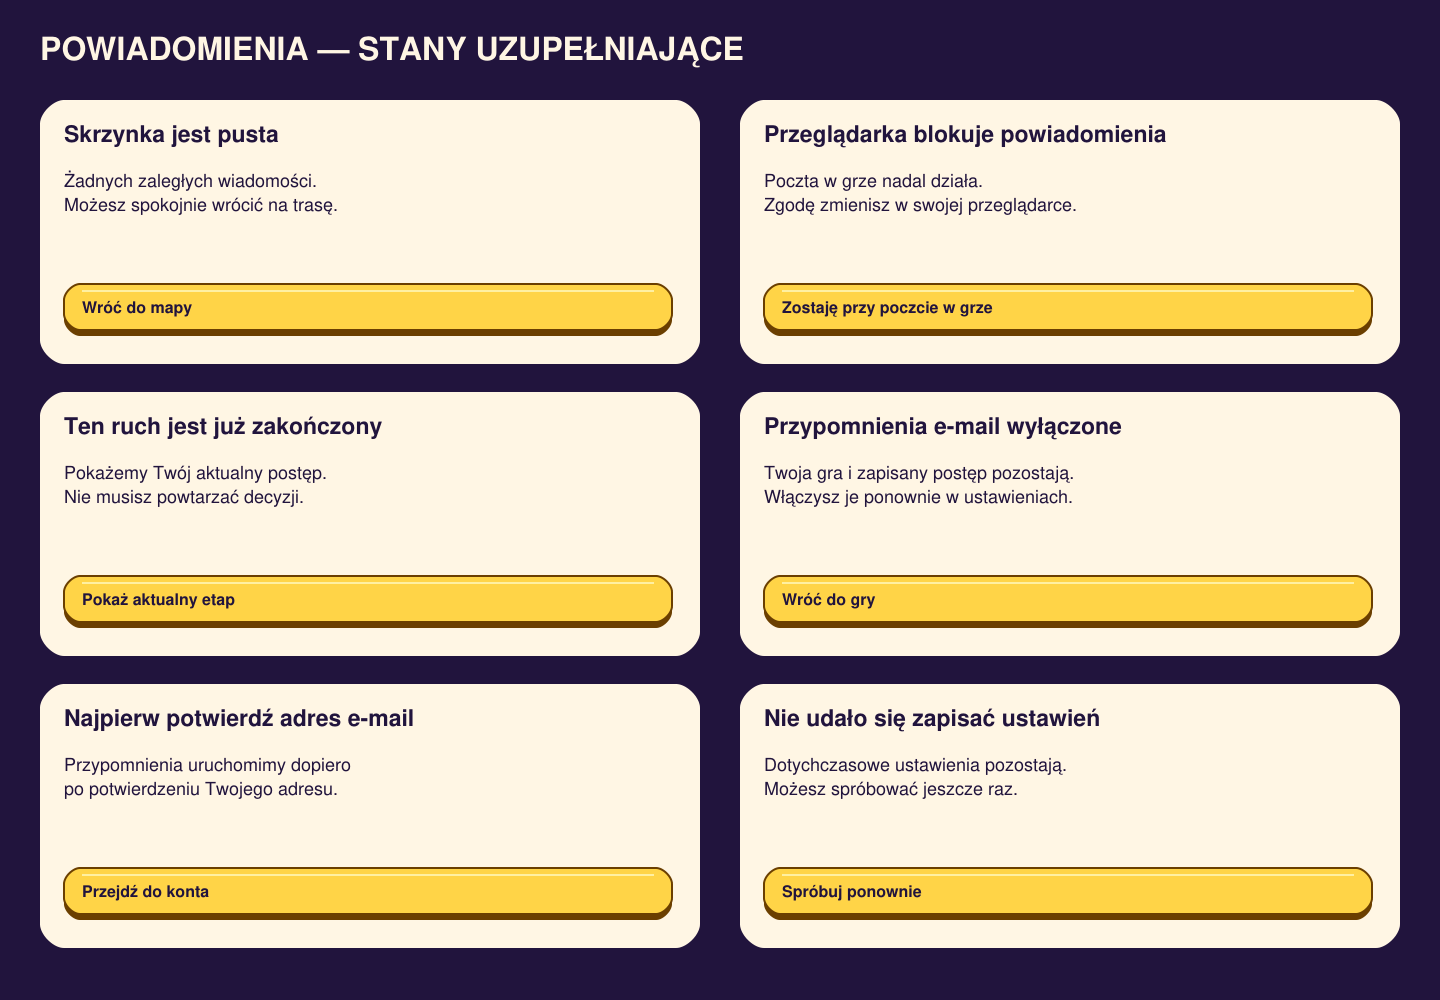 POWIADOMIENIA — STANY UZUPEŁNIAJĄCE
Skrzynka jest pusta
Żadnych zaległych wiadomości.
Możesz spokojnie wrócić na trasę.
Wróć do mapy
Przeglądarka blokuje powiadomienia
Poczta w grze nadal działa.
Zgodę zmienisz w swojej przeglądarce.
Zostaję przy poczcie w grze
Ten ruch jest już zakończony
Pokażemy Twój aktualny postęp.
Nie musisz powtarzać decyzji.
Pokaż aktualny etap
Przypomnienia e-mail wyłączone
Twoja gra i zapisany postęp pozostają.
Włączysz je ponownie w ustawieniach.
Wróć do gry
Najpierw potwierdź adres e-mail
Przypomnienia uruchomimy dopiero
po potwierdzeniu Twojego adresu.
Przejdź do konta
Nie udało się zapisać ustawień
Dotychczasowe ustawienia pozostają.
Możesz spróbować jeszcze raz.
Spróbuj ponownie